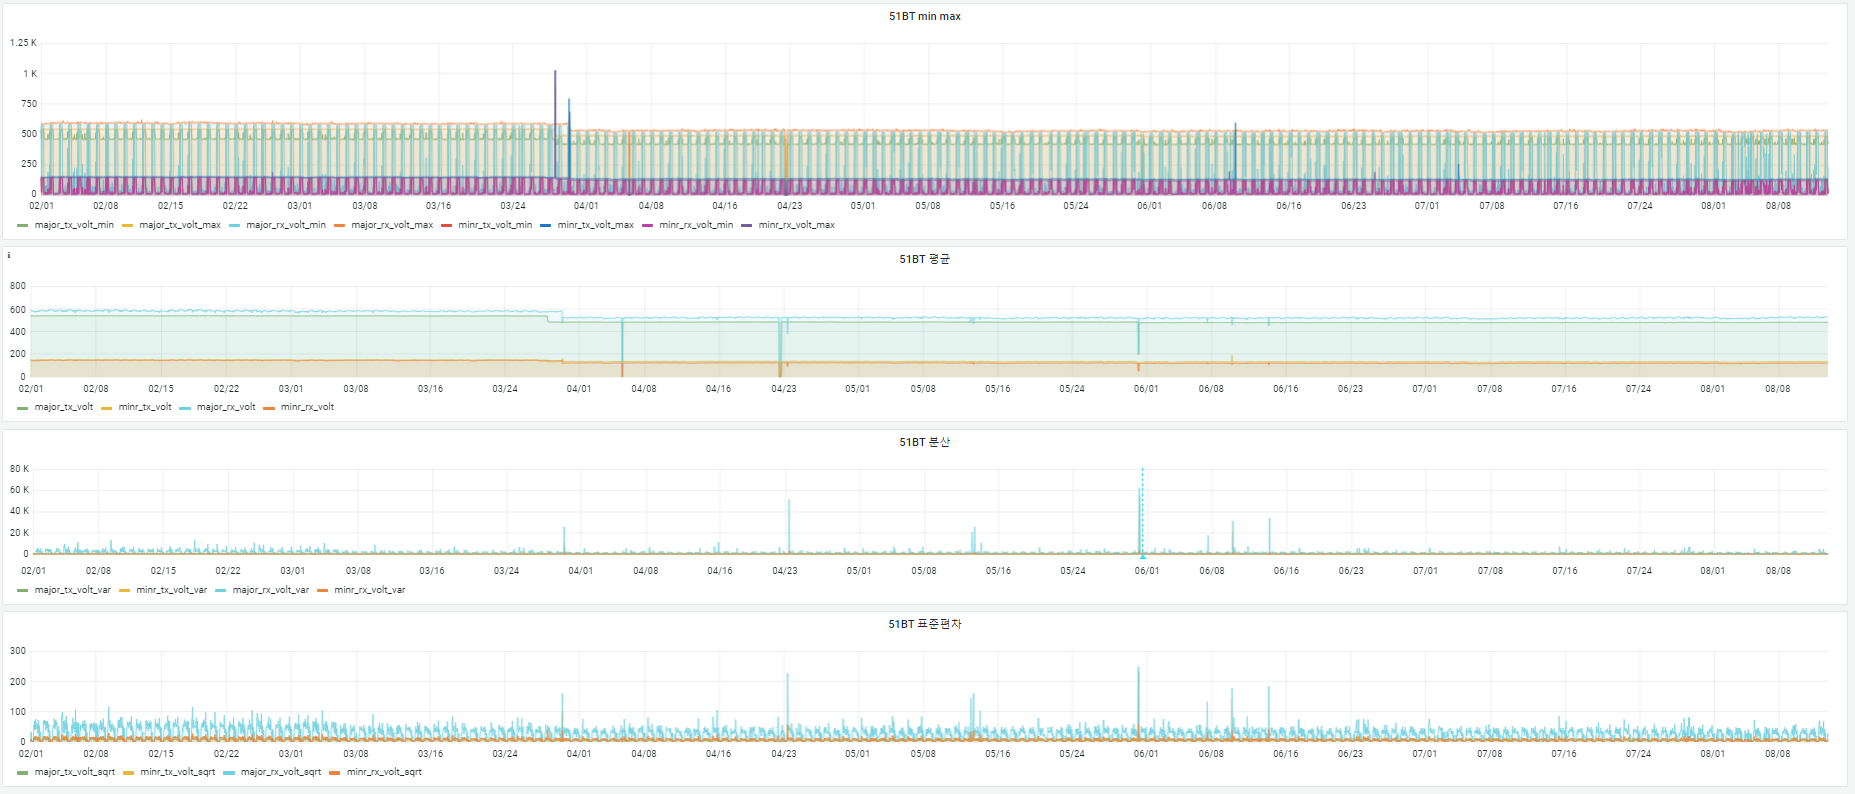 51BT min max
1.25 K
1 K
750
500
250
0
02/01 02/08 02/15 02/22 03/01 03/08 03/16 03/24 04/01 04/08 04/16 04/23 05/01 05/08 05/16 05/24 06/01 06/08 06/16 06/23 07/01 07/08 07/16 07/24 08/01 08/08
major_tx_volt_min major_tx_volt_max major_rx_volt_min major_rx_volt_max minr_tx_volt_min minr_tx_volt_max minr_rx_volt_min minr_rx_volt_max
i
51BT 평균
800
600
400
200
0
02/01 02/08 02/15 02/22 03/01 03/08 03/16 03/24 04/01 04/08 04/16 04/23 05/01 05/08 05/16 05/24 06/01 06/08 06/16 06/23 07/01 07/08 07/16 07/24 08/01 08/08
major_tx_volt minr_tx_volt major_rx_volt minr_rx_volt
51BT 분산
80 K
60 K
40 K
20 K
0
02/01 02/08 02/15 02/22 03/01 03/08 03/16 03/24 04/01 04/08 04/16 04/23 05/01 05/08 05/16 05/24 06/01 06/08 06/16 06/23 07/01 07/08 07/16 07/24 08/01 08/08
major_tx_volt_var minr_tx_volt_var major_rx_volt_var minr_rx_volt_var
51BT 표준편차
300
200
100
0
02/01 02/08 02/15 02/22 03/01 03/08 03/16 03/24 04/01 04/08 04/16 04/23 05/01 05/08 05/16 05/24 06/01 06/08 06/16 06/23 07/01 07/08 07/16 07/24 08/01 08/08
major_tx_volt_sqrt minr_tx_volt_sqrt major_rx_volt_sqrt minr_rx_volt_sqrt